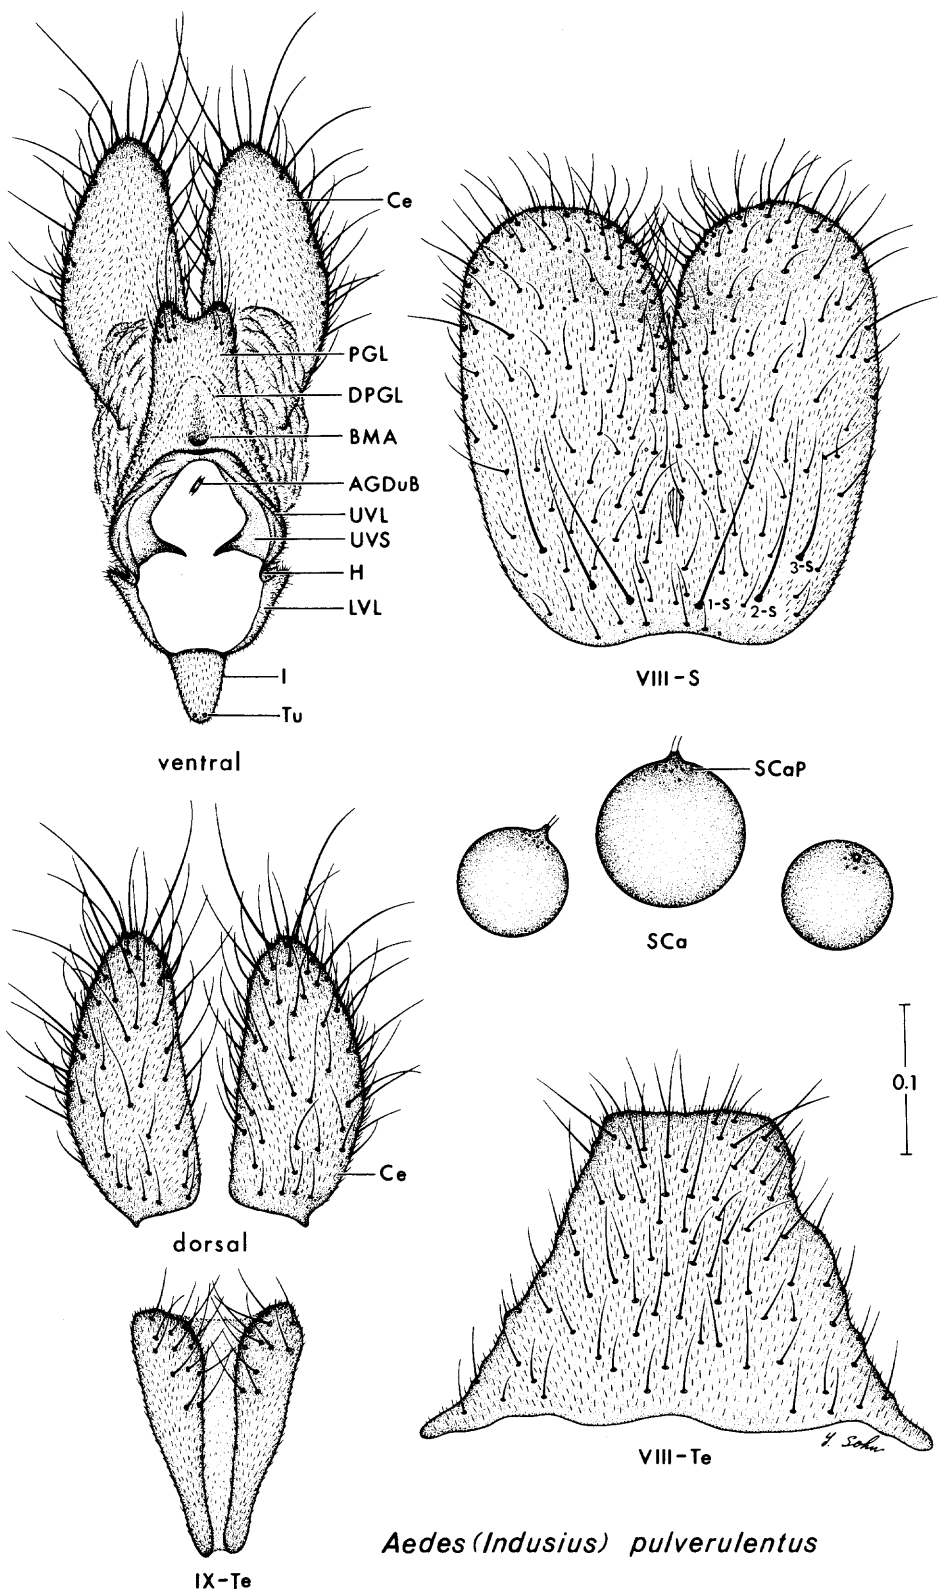 Ce
PGL
DPGL
BMA
AGDuB
UVL
UVS
H
LVL
I
Tu
ventral
3-S
1-S
2-S
VIII-S
SCaP
SCa
0.1
Ce
dorsal
Y. Sohn
VIII-Te
IX-Te
Aedes (Indusius) pulverulentus